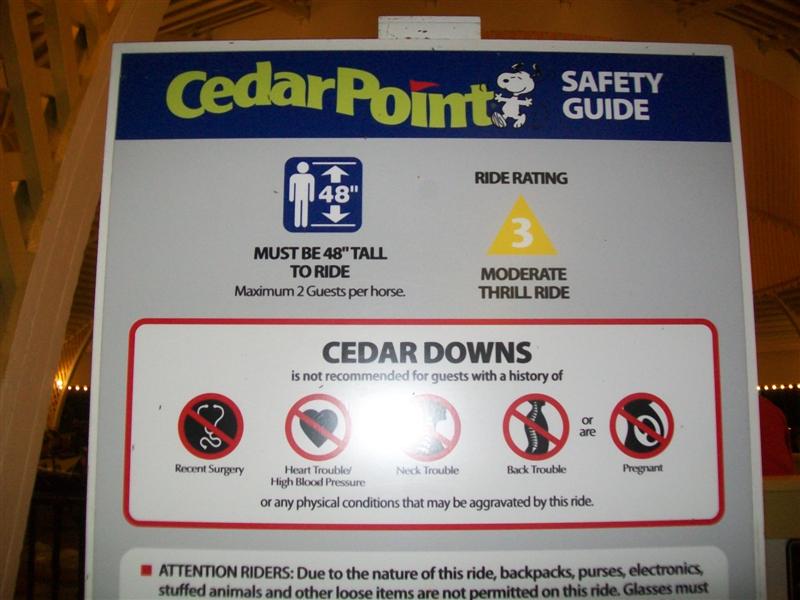 CedarPoint
SAFETY
GUIDE
48"
MUST BE 48" TALL
TO RIDE
Maximum 2 Guests per horse.
RIDE RATING
3
MODERATE
THRILL RIDE
CEDAR DOWNS
is not recommended for guests with a history of
Recent Surgery
Heart Trouble/
High Blood Pressure
Neck Trouble
Back Trouble
or
are
Pregnant
or any physical conditions that may be aggravated by this ride.
ATTENTION RIDERS: Due to the nature of this ride, backpacks, purses, electronics,
stuffed animals and other loose items are not permitted on this ride. Glasses must